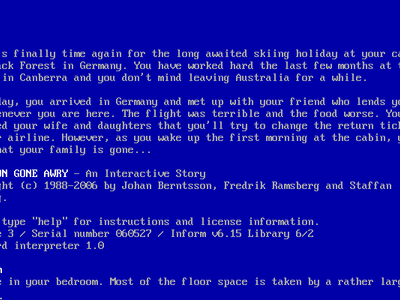 s finally time again for the long awaited skiing holiday at your ca
ck Forest in Germany. You have worked hard the last few months at t
in Canberra and you don't mind leaving Australia for a while.
day, you arrived in Germany and met up with your friend who lends yo
enever you are here. The flight was terrible and the food worse. You
ed your wife and daughters that you'll try to change the return tick
r airline. However, as you wake up the first morning at the cabin, y
hat your family is gone...
ON GONE AWRY - An Interactive Story
ght (c) 1988-2006 by Johan Berntsson, Fredrik Ramsberg and Staffan
g.
type "help" for instructions and license information.
e 3 / Serial number 060527 / Inform v6.15 Library 6/2
rd interpreter 1.0
m
e in your bedroom. Most of the floor space is taken by a rather larg